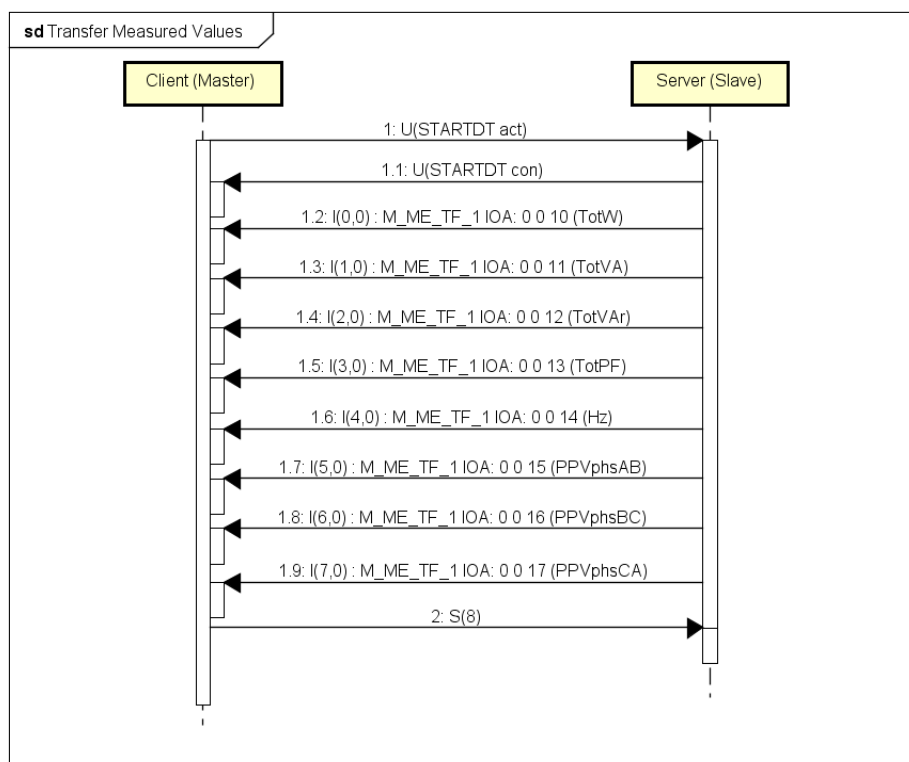 sd Transfer Measured Values
Client (Master)
Server (Slave)
1: U(STARTDT act)
1.1: U(STARTDT con)
1.2: I(0,0) : M_ME_TF_1 IOA: 0 0 10 (TotW)
1.3: I(1,0) : M_ME_TF_1 IOA: 0 0 11 (TotVA)
1.4: I(2,0) : M_ME_TF_1 IOA: 0 0 12 (TotVAr)
1.5: I(3,0) : M_ME_TF_1 IOA: 0 0 13 (TotPF)
1.6: I(4,0) : M_ME_TF_1 IOA: 0 0 14 (Hz)
1.7: I(5,0) : M_ME_TF_1 IOA: 0 0 15 (PPVphsAB)
1.8: I(6,0) : M_ME_TF_1 IOA: 0 0 16 (PPVphsBC)
1.9: I(7,0) : M_ME_TF_1 IOA: 0 0 17 (PPVphsCA)
2: S(8)